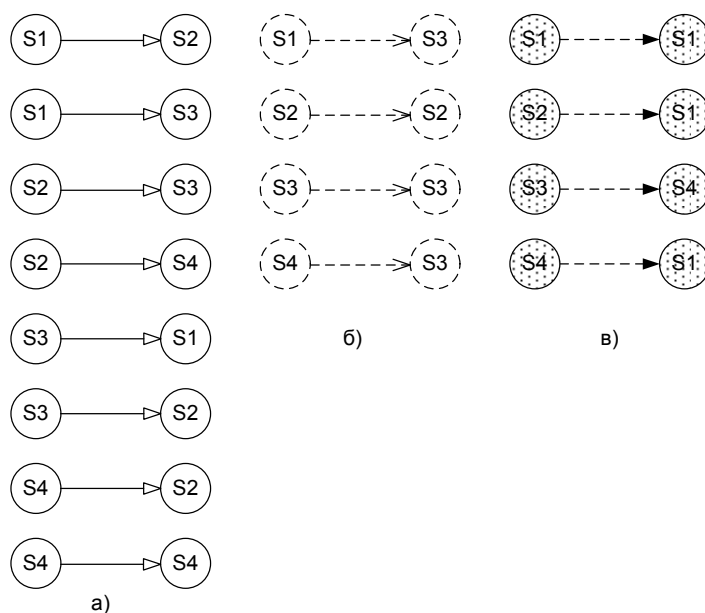 S1 S2 S1 S3 S1 S1
S1 S3 S2 S2 S2 S1
S2 S3 S3 S3 S3 S4
S2 S4 S4 S3 S4 S1
S3 S1
б) в)
S3 S2
S4 S2
S4 S4
а)